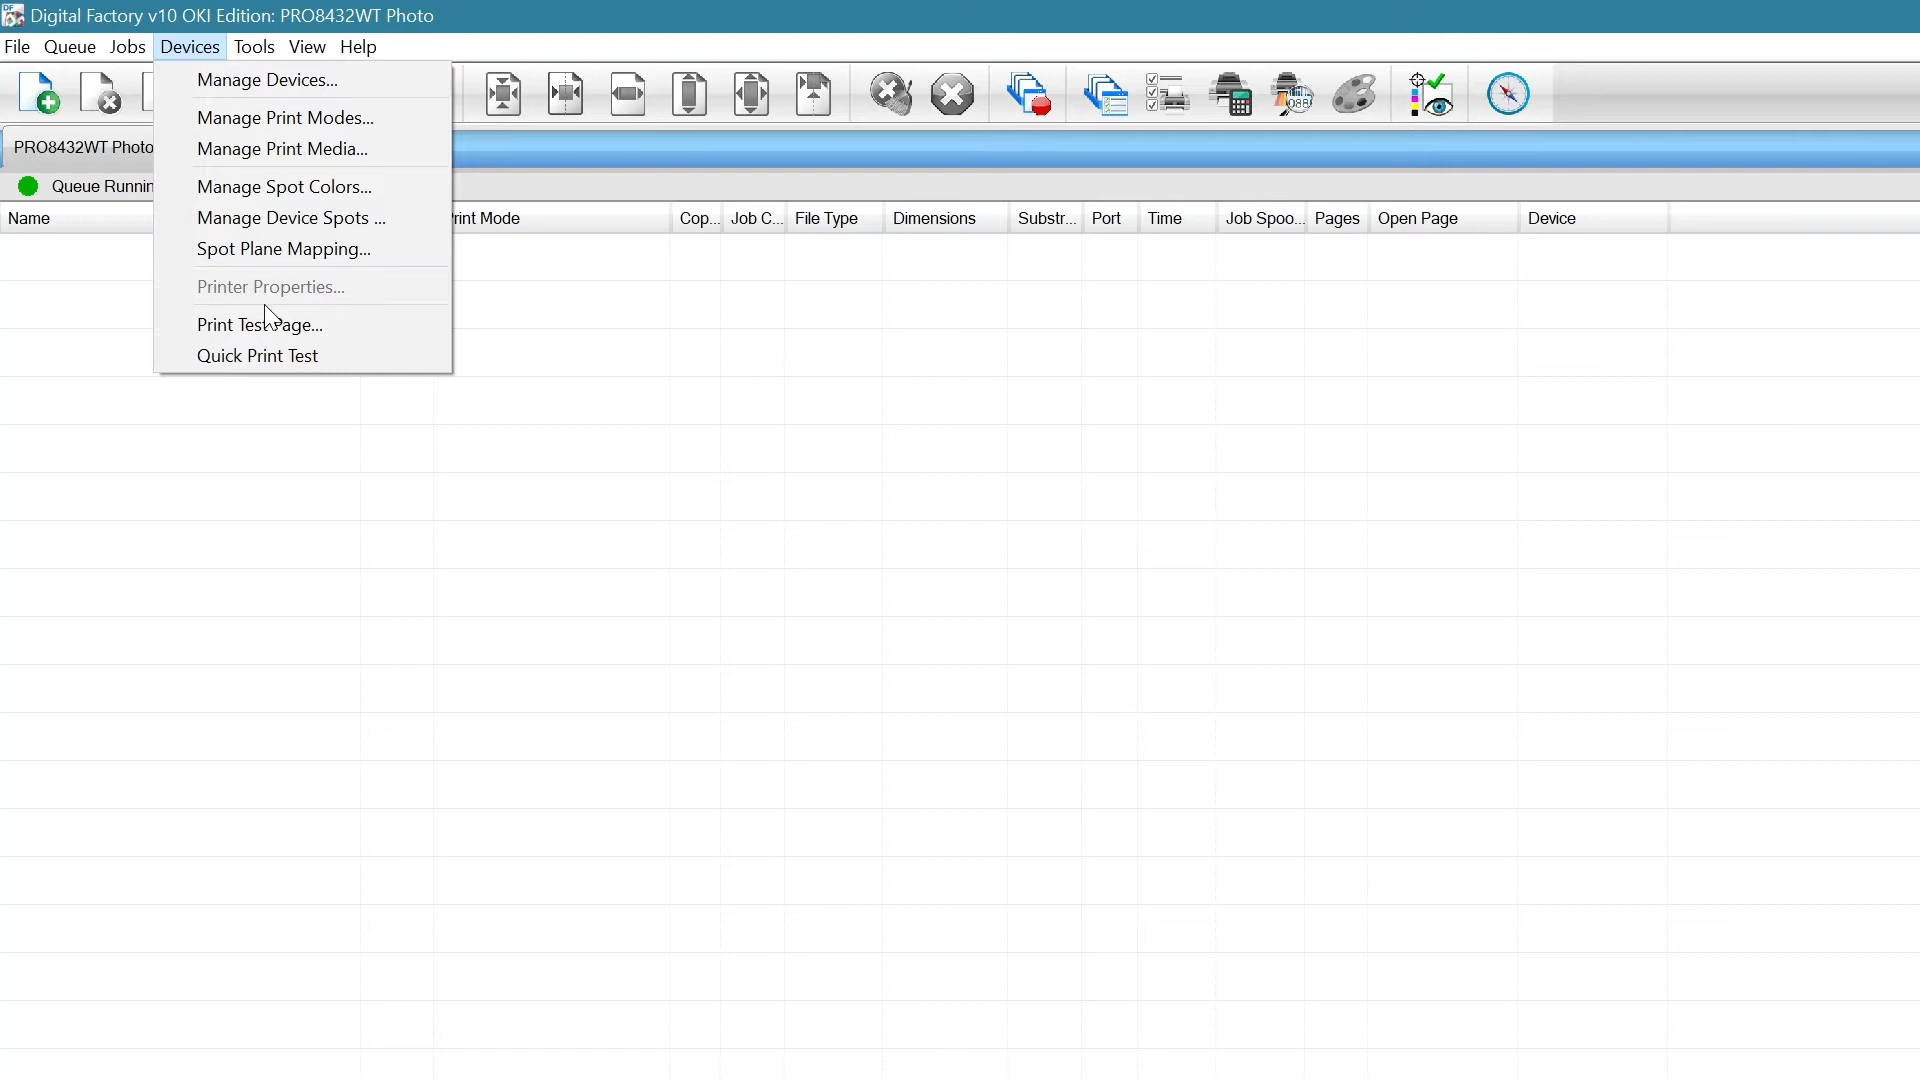 Digital Factory v10 OKI Edition: PRO8432WT Photo
File Queue Jobs Devices Tools View Help
Manage Devices...
Manage Print Modes...
Manage Print Media...
Manage Spot Colors...
Manage Device Spots ...
Spot Plane Mapping...
Printer Properties...
Print Test Page...
Quick Print Test
PRO8432WT Photo
Queue Runnin
Name Print Mode Cop... Job C... File Type Dimensions Substr... Port Time Job Spoo... Pages Open Page Device